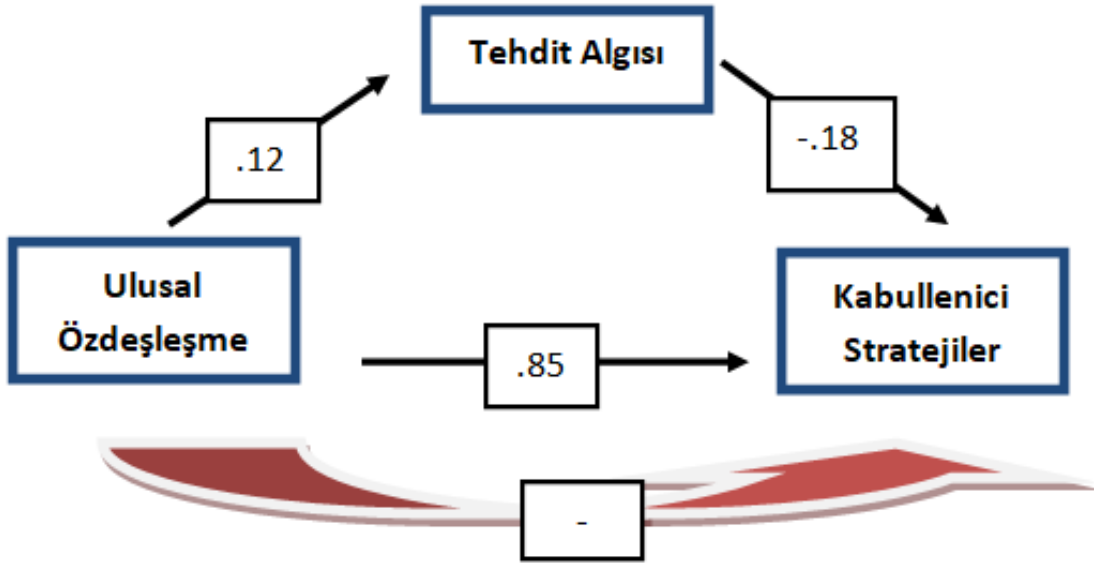 Tehdit Algısı
.12
-.18
Ulusal
Özdeşleşme
Kabullenici
Stratejiler
.85
-